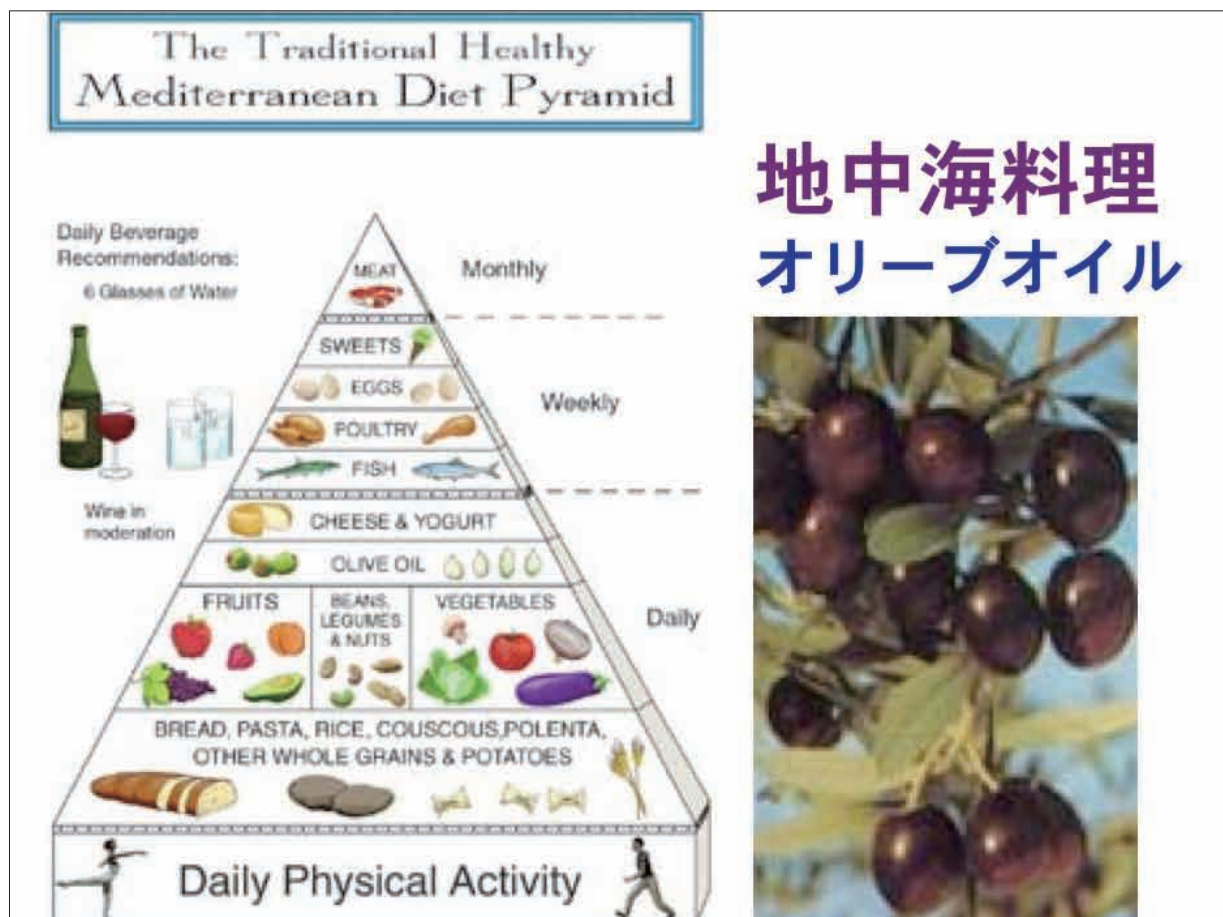 The Traditional Healthy
Mediterranean Diet Pyramid
地中海料理
オリーブオイル
Daily Beverage
Recommendations:
6 Glasses of Water
Wine in
moderation
MEAT
Monthly
SWEETS
EGGS
POULTRY
FISH
Weekly
CHEESE & YOGURT
OLIVE OIL
FRUITS
BEANS,
LEGUMES
& NUTS
VEGETABLES
Daily
BREAD, PASTA, RICE, COUSCOUS,POLENTA,
OTHER WHOLE GRAINS & POTATOES
Daily Physical Activity